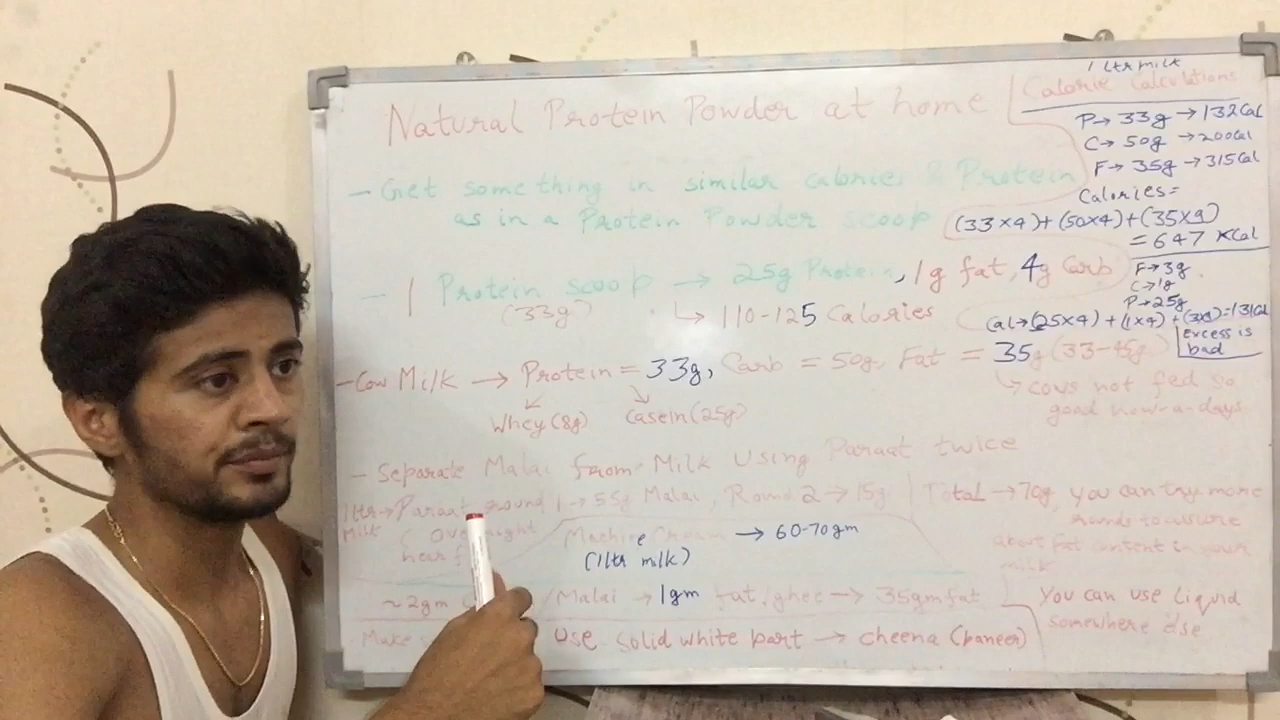 Natural Protein Powder at home
- Get something in similar calories & Protein
as in a Protein Powder scoop
- 1 Protein scoop → 25g Protein, 1g fat, 4g Carb
(33g)
↳ 110-125 Calories
- Cow Milk → Protein = 33g, Carb = 50g, Fat = 35g (33-45g)
Whey (8g) Casein (25g)
↳ cows not fed so
good now-a-days
- Separate Malai from Milk Using Paraat twice
1ltr → Paraat round 1 → 55g Malai, Round 2 → 15g | Total → 70g, you can try more
Milk ( overnight
rounds to assure
about fat content in your
milk
Machine Cream → 60-70gm
(1 ltr milk)
~ 2gm /Malai → 1gm fat/ghee → 35gm fat
Make use solid white part → cheena (paneer)
You can use liquid
somewhere else
1 ltr milk
Calorie Calculations
P → 33g → 132Cal
C → 50g → 200Cal
F → 35g → 315Cal
Calories =
(33×4)+(50×4)+(35×9)
= 647 KCal
F → 3g
C → 1g
P → 25g
Cal → (25×4) + (1×4) + (3×9) = 131Cal
Excess is
bad